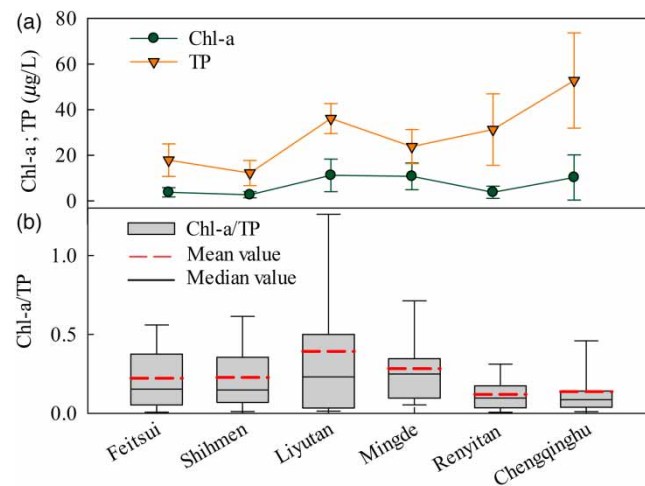 (a)
80
60
40
20
0
Chl-a ; TP (µg/L)
Chl-a
TP
(b)
1.0
0.5
0.0
Chl-a/TP
Chl-a/TP
Mean value
Median value
Feitsui
Shihmen
Liyutan
Mingde
Renyitan
Chengqinghu